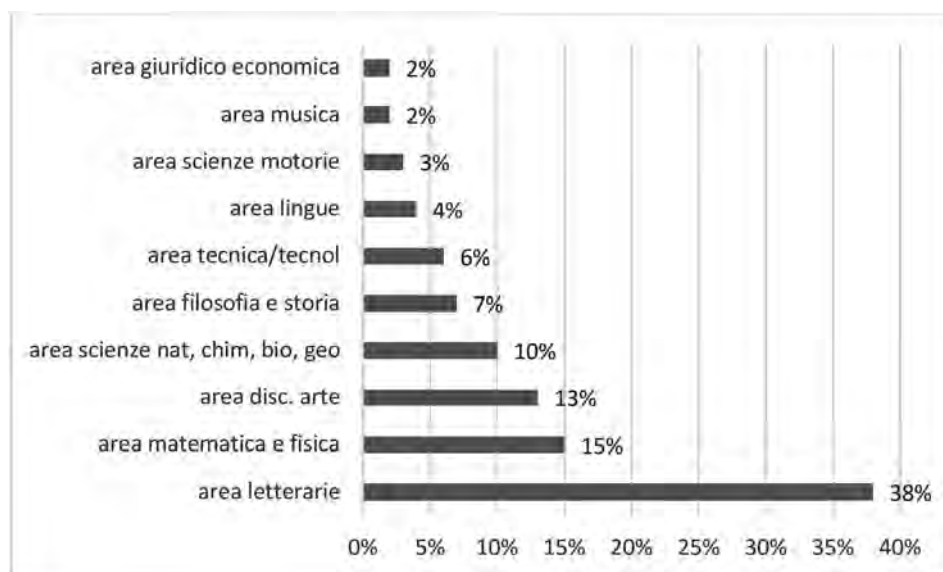 area giuridico economica 2%
area musica 2%
area scienze motorie 3%
area lingue 4%
area tecnica/tecnol 6%
area filosofia e storia 7%
area scienze nat, chim, bio, geo 10%
area disc. arte 13%
area matematica e fisica 15%
area letterarie 38%
0% 5% 10% 15% 20% 25% 30% 35% 40%